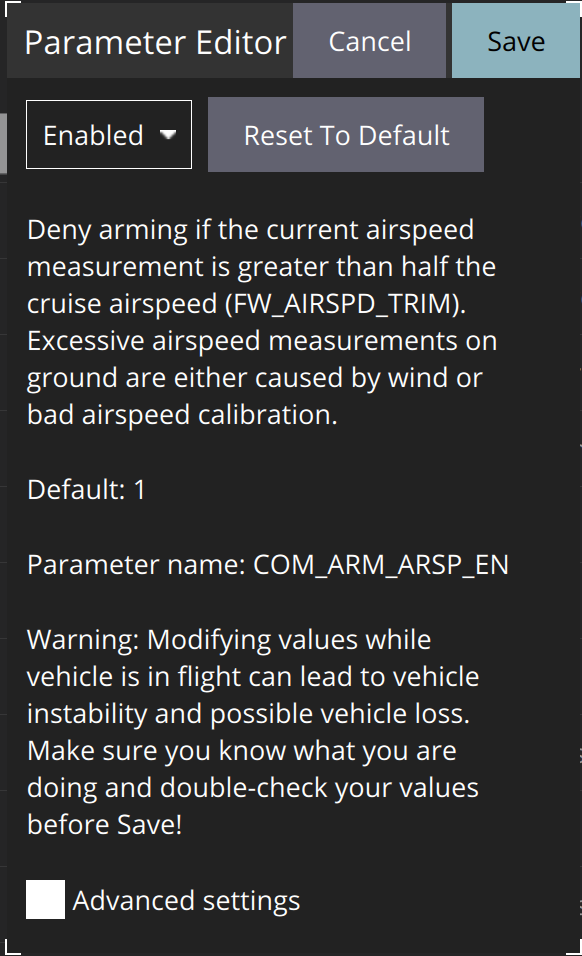 Parameter Editor Cancel Save
Enabled Reset To Default
Deny arming if the current airspeed
measurement is greater than half the
cruise airspeed (FW_AIRSPD_TRIM).
Excessive airspeed measurements on
ground are either caused by wind or
bad airspeed calibration.
Default: 1
Parameter name: COM_ARM_ARSP_EN
Warning: Modifying values while
vehicle is in flight can lead to vehicle
instability and possible vehicle loss.
Make sure you know what you are
doing and double-check your values
before Save!
Advanced settings